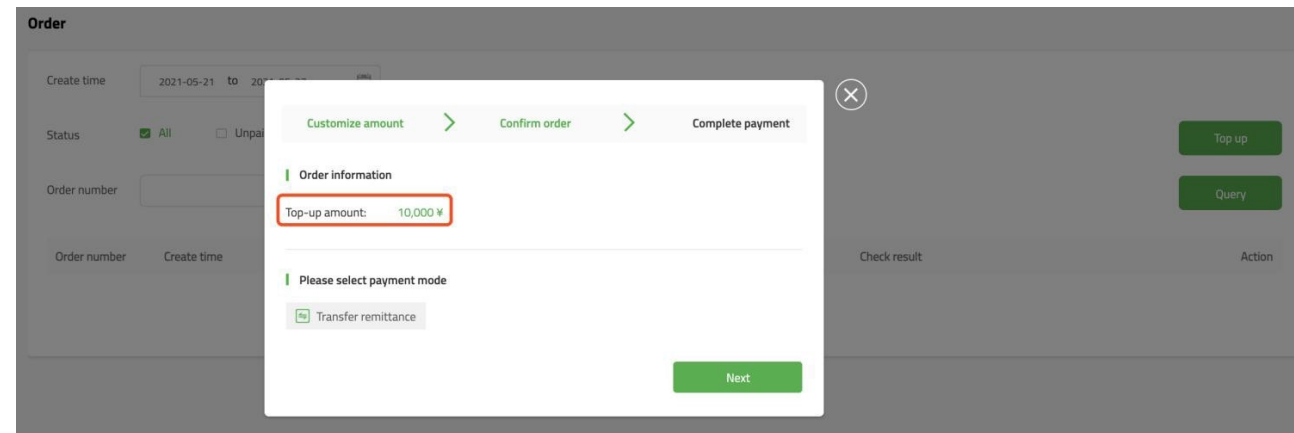 Order
Create time 2021-05-21 to
Customize amount Confirm order Complete payment
Status All
Top up
Order information
Order number
Query
Top-up amount: 10,000 ¥
Order number Create time Check result Action
Please select payment mode
Transfer remittance
Next